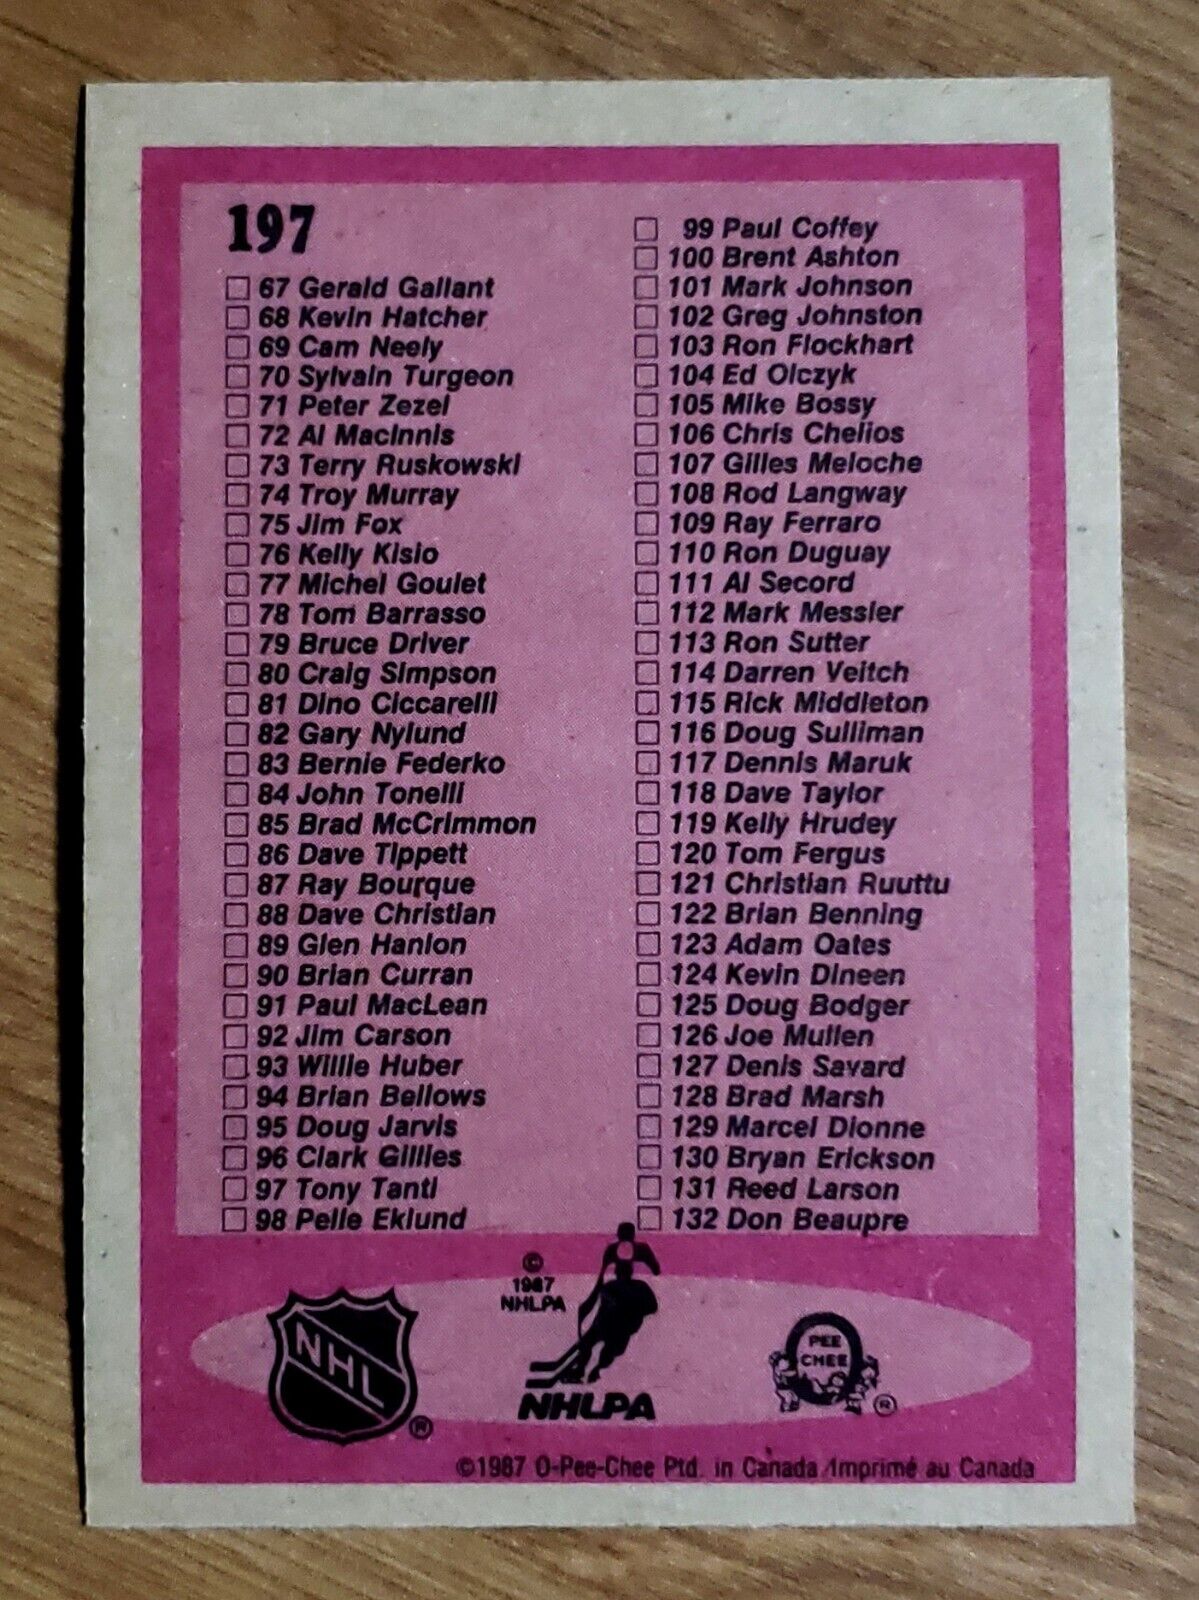 197
67 Gerald Gallant
68 Kevin Hatcher
69 Cam Neely
70 Sylvain Turgeon
71 Peter Zezel
72 Al MacInnis
73 Terry Ruskowski
74 Troy Murray
75 Jim Fox
76 Kelly Kisio
77 Michel Goulet
78 Tom Barrasso
79 Bruce Driver
80 Craig Simpson
81 Dino Ciccarelli
82 Gary Nylund
83 Bernie Federko
84 John Tonelli
85 Brad McCrimmon
86 Dave Tippett
87 Ray Bourque
88 Dave Christian
89 Glen Hanlon
90 Brian Curran
91 Paul MacLean
92 Jim Carson
93 Willie Huber
94 Brian Bellows
95 Doug Jarvis
96 Clark Gillies
97 Tony Tanti
98 Pelle Eklund
99 Paul Coffey
100 Brent Ashton
101 Mark Johnson
102 Greg Johnston
103 Ron Flockhart
104 Ed Olczyk
105 Mike Bossy
106 Chris Chelios
107 Gilles Meloche
108 Rod Langway
109 Ray Ferraro
110 Ron Duguay
111 Al Secord
112 Mark Messier
113 Ron Sutter
114 Darren Veitch
115 Rick Middleton
116 Doug Sulliman
117 Dennis Maruk
118 Dave Taylor
119 Kelly Hrudey
120 Tom Fergus
121 Christian Ruuttu
122 Brian Benning
123 Adam Oates
124 Kevin Dineen
125 Doug Bodger
126 Joe Mullen
127 Denis Savard
128 Brad Marsh
129 Marcel Dionne
130 Bryan Erickson
131 Reed Larson
132 Don Beaupre
NHL ®
©
1987
NHLPA
NHLPA
PEE
CHEE ®
©1987 O-Pee-Chee Ptd. in Canada/Imprimé au Canada